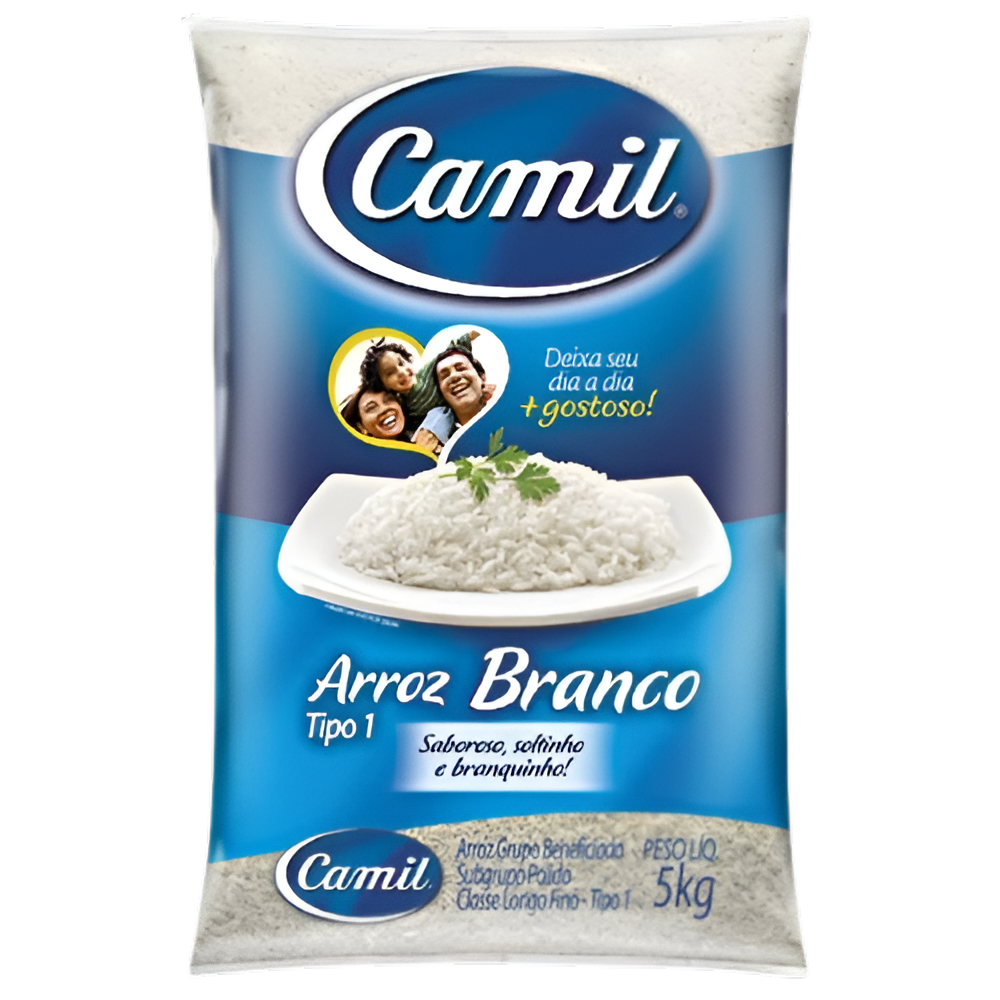 Camil®
Deixa seu
dia a dia
+gostoso!
Arroz Branco
Tipo 1
Saboroso, soltinho
e branquinho!
Camil
Arroz Grupo Beneficiado
Subgrupo Polido
Classe Longo Fino - Tipo 1
PESO LÍQ.
5kg